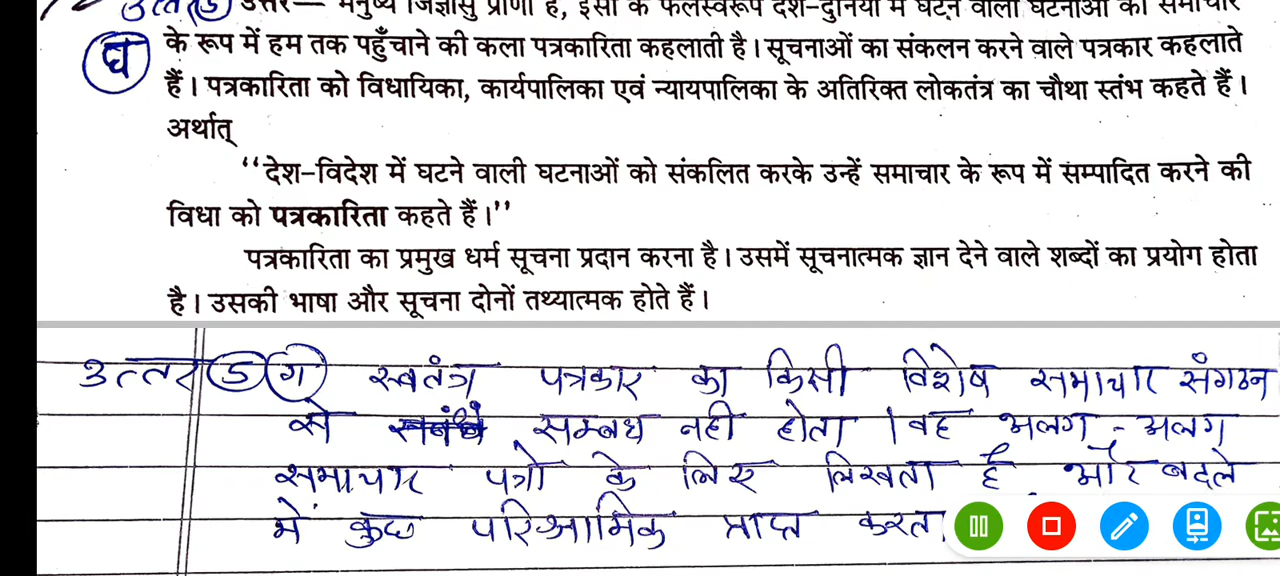 उत्तर (5) उत्तर— मनुष्य जिज्ञासु प्राणी है, इसी के फलस्वरूप देश-दुनिया में घटने वाली घटनाओं को समाचार
(घ) के रूप में हम तक पहुँचाने की कला पत्रकारिता कहलाती है। सूचनाओं का संकलन करने वाले पत्रकार कहलाते
हैं। पत्रकारिता को विधायिका, कार्यपालिका एवं न्यायपालिका के अतिरिक्त लोकतंत्र का चौथा स्तंभ कहते हैं।
अर्थात्
‘‘देश-विदेश में घटने वाली घटनाओं को संकलित करके उन्हें समाचार के रूप में सम्पादित करने की
विधा को पत्रकारिता कहते हैं।’’
पत्रकारिता का प्रमुख धर्म सूचना प्रदान करना है। उसमें सूचनात्मक ज्ञान देने वाले शब्दों का प्रयोग होता
है। उसकी भाषा और सूचना दोनों तथ्यात्मक होते हैं।
उत्तर (5) (ग) स्वतंत्र पत्रकार का किसी विशेष समाचार संगठन
से सम्बध नही होता। वह अलग-अलग
समाचार पत्रो के लिए लिखता है और बदले
में कुछ परिश्रामिक प्राप्त करता